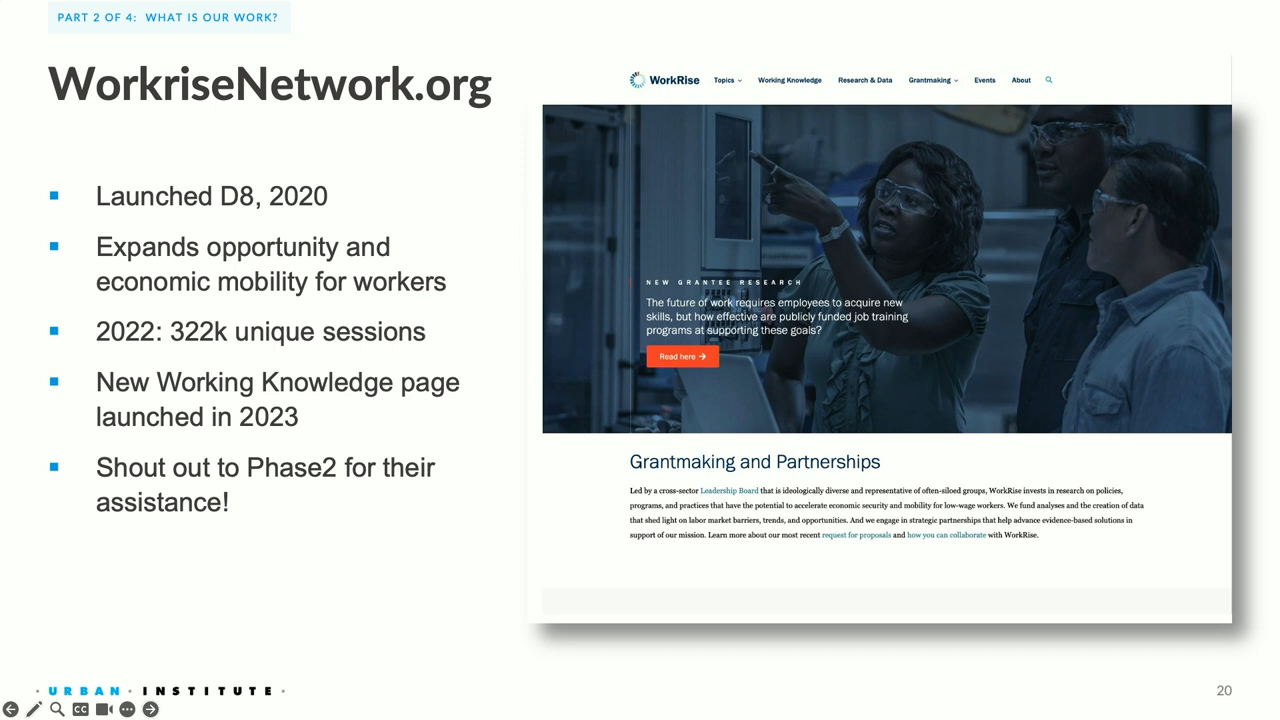 PART 2 OF 4: WHAT IS OUR WORK?
WorkriseNetwork.org
Launched D8, 2020
Expands opportunity and
economic mobility for workers
2022: 322k unique sessions
New Working Knowledge page
launched in 2023
Shout out to Phase2 for their
assistance!
WorkRise Topics Working Knowledge Research & Data Grantmaking Events About
NEW GRANTEE RESEARCH
The future of work requires employees to acquire new
skills, but how effective are publicly funded job training
programs at supporting these goals?
Read here →
Grantmaking and Partnerships
Led by a cross-sector Leadership Board that is ideologically diverse and representative of often-siloed groups, WorkRise invests in research on policies,
programs, and practices that have the potential to accelerate economic security and mobility for low-wage workers. We fund analyses and the creation of data
that shed light on labor market barriers, trends, and opportunities. And we engage in strategic partnerships that help advance evidence-based solutions in
support of our mission. Learn more about our most recent request for proposals and how you can collaborate with WorkRise.
· URBAN · INSTITUTE ·
20
CC